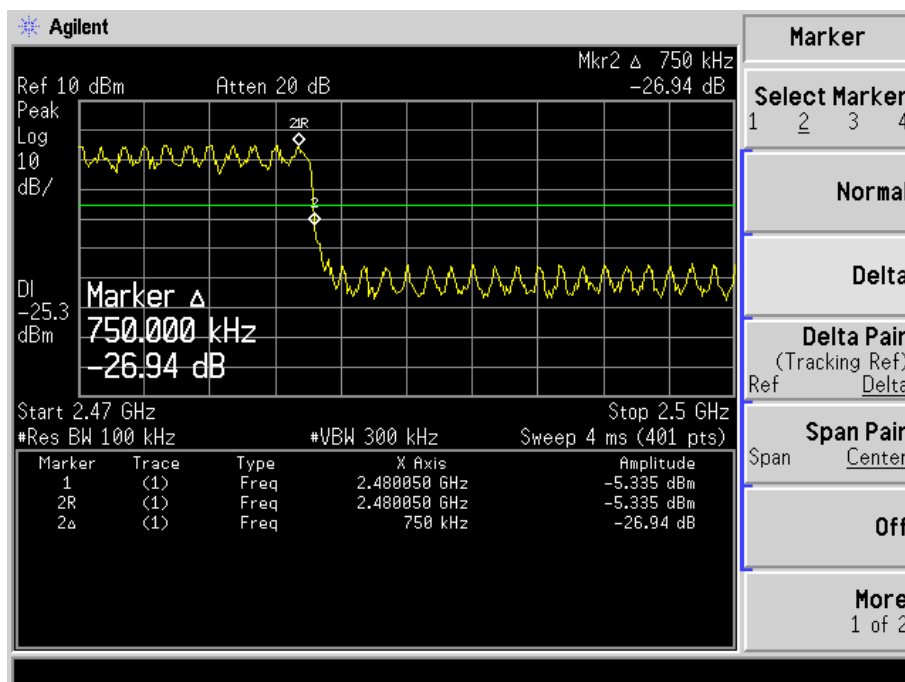 Agilent
Mkr2 Δ 750 kHz
Ref 10 dBm Atten 20 dB -26.94 dB
Peak
Log
10
dB/
21R
2
DI
-25.3
dBm
Marker Δ
750.000 kHz
-26.94 dB
Start 2.47 GHz Stop 2.5 GHz
#Res BW 100 kHz #VBW 300 kHz Sweep 4 ms (401 pts)
Marker Trace Type X Axis Amplitude
1 (1) Freq 2.480050 GHz -5.335 dBm
2R (1) Freq 2.480050 GHz -5.335 dBm
2Δ (1) Freq 750 kHz -26.94 dB
Marker
Select Marker
1 2 3 4
Normal
Delta
Delta Pair
(Tracking Ref)
Ref Delta
Span Pair
Span Center
Off
More
1 of 2